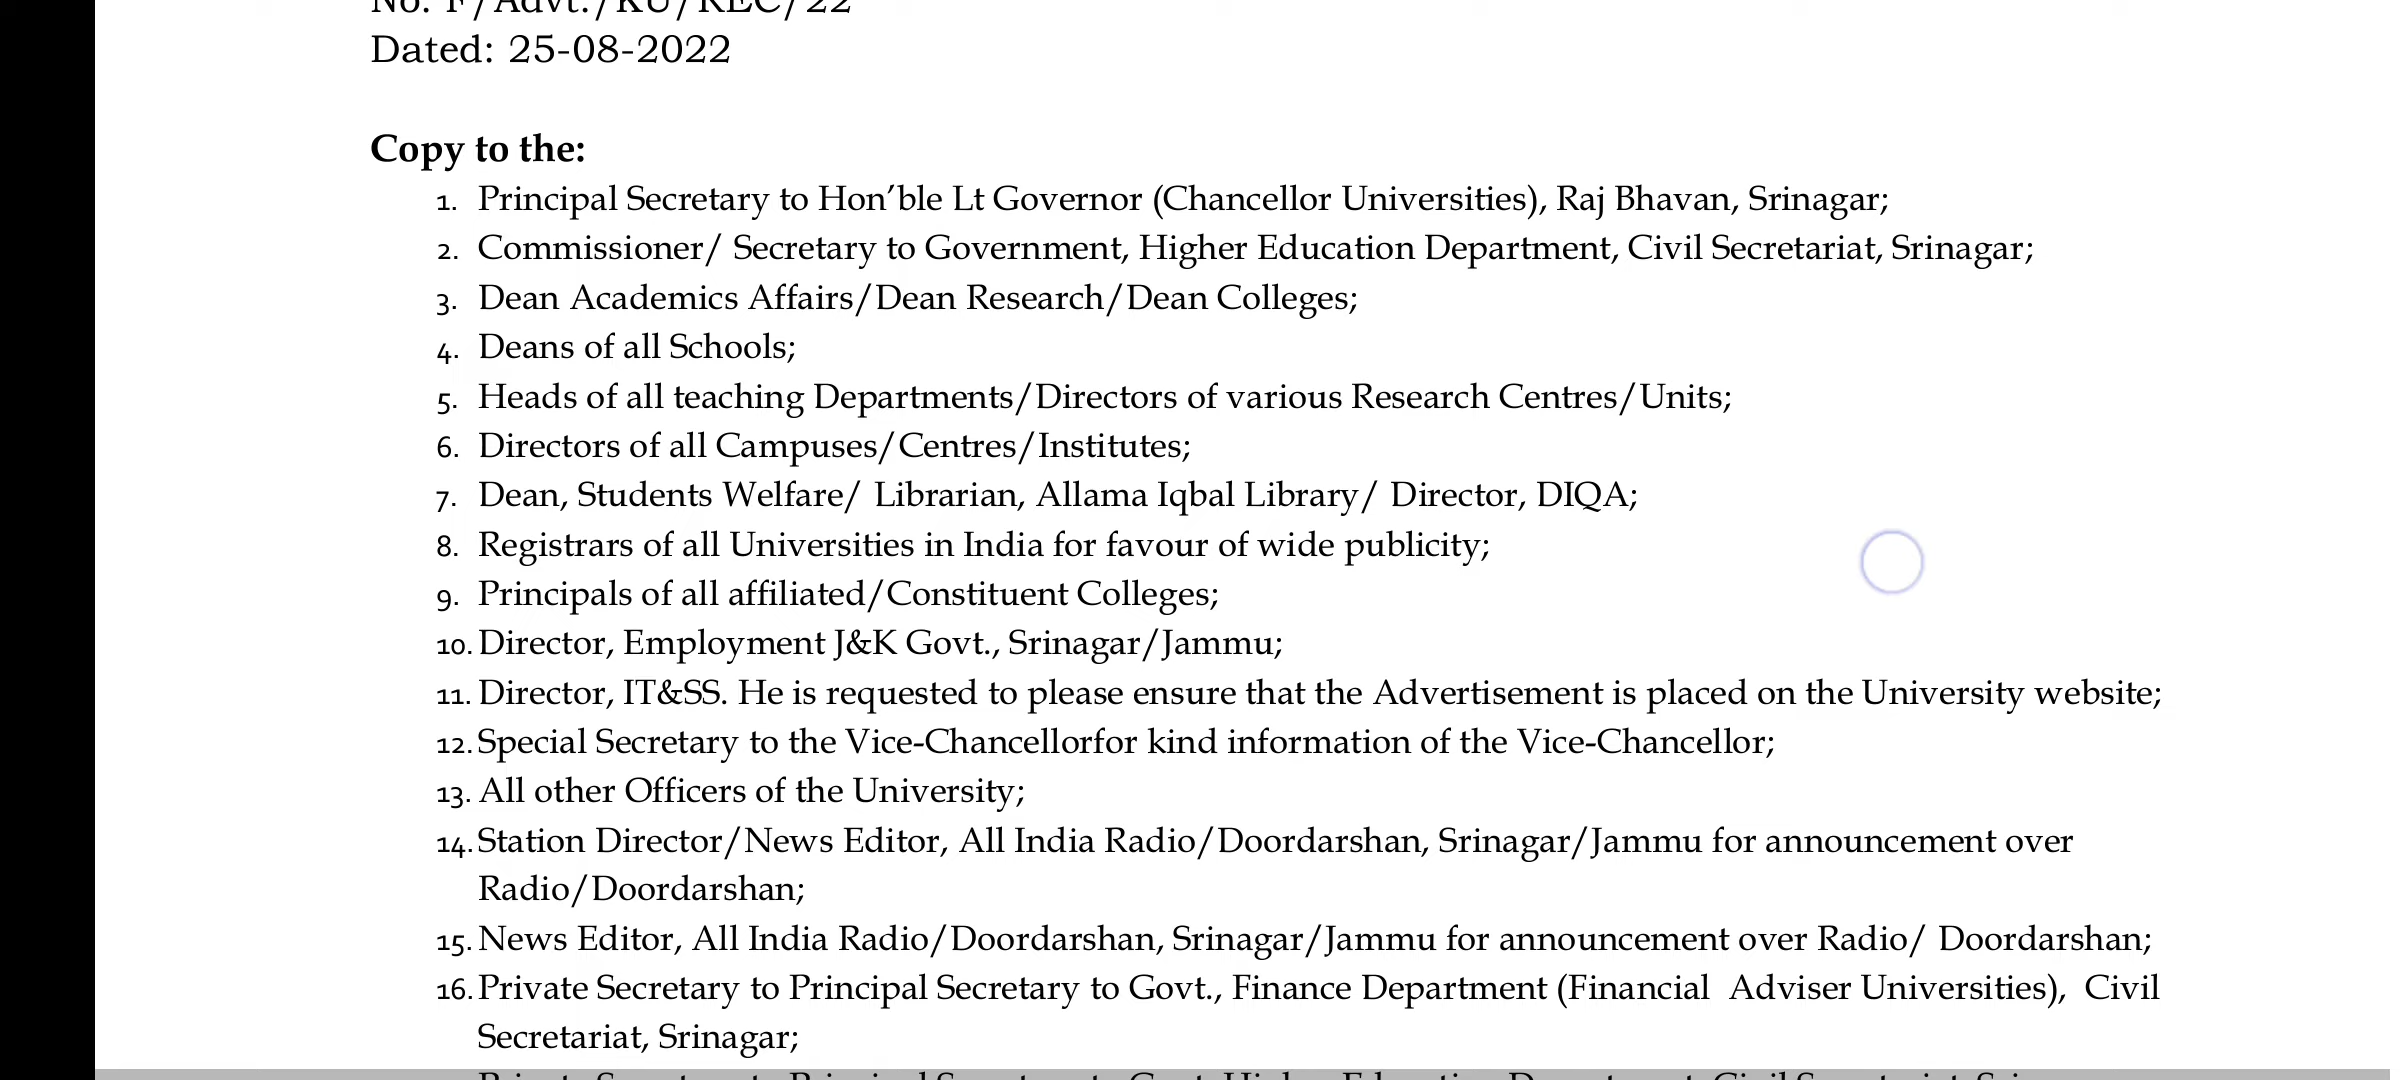 No. F/Advt./KU/REC/22
Dated: 25-08-2022
Copy to the:
1. Principal Secretary to Hon’ble Lt Governor (Chancellor Universities), Raj Bhavan, Srinagar;
2. Commissioner/ Secretary to Government, Higher Education Department, Civil Secretariat, Srinagar;
3. Dean Academics Affairs/Dean Research/Dean Colleges;
4. Deans of all Schools;
5. Heads of all teaching Departments/Directors of various Research Centres/Units;
6. Directors of all Campuses/Centres/Institutes;
7. Dean, Students Welfare/ Librarian, Allama Iqbal Library/ Director, DIQA;
8. Registrars of all Universities in India for favour of wide publicity;
9. Principals of all affiliated/Constituent Colleges;
10. Director, Employment J&K Govt., Srinagar/Jammu;
11. Director, IT&SS. He is requested to please ensure that the Advertisement is placed on the University website;
12. Special Secretary to the Vice-Chancellorfor kind information of the Vice-Chancellor;
13. All other Officers of the University;
14. Station Director/News Editor, All India Radio/Doordarshan, Srinagar/Jammu for announcement over
Radio/Doordarshan;
15. News Editor, All India Radio/Doordarshan, Srinagar/Jammu for announcement over Radio/ Doordarshan;
16. Private Secretary to Principal Secretary to Govt., Finance Department (Financial Adviser Universities), Civil
Secretariat, Srinagar;